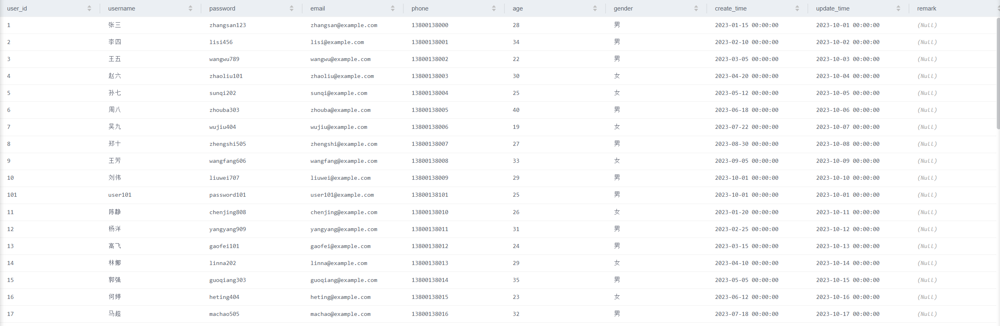 user_id username password email phone age gender create_time update_time remark
1 张三 zhangsan123 zhangsan@example.com 13800138000 28 男 2023-01-15 00:00:00 2023-10-01 00:00:00 (Null)
2 李四 lisi456 lisi@example.com 13800138001 34 男 2023-02-10 00:00:00 2023-10-02 00:00:00 (Null)
3 王五 wangwu789 wangwu@example.com 13800138002 22 男 2023-03-05 00:00:00 2023-10-03 00:00:00 (Null)
4 赵六 zhaoliu101 zhaoliu@example.com 13800138003 30 女 2023-04-20 00:00:00 2023-10-04 00:00:00 (Null)
5 孙七 sunqi202 sunqi@example.com 13800138004 25 女 2023-05-12 00:00:00 2023-10-05 00:00:00 (Null)
6 周八 zhouba303 zhouba@example.com 13800138005 40 男 2023-06-18 00:00:00 2023-10-06 00:00:00 (Null)
7 吴九 wujiu404 wujiu@example.com 13800138006 19 女 2023-07-22 00:00:00 2023-10-07 00:00:00 (Null)
8 郑十 zhengshi505 zhengshi@example.com 13800138007 27 男 2023-08-30 00:00:00 2023-10-08 00:00:00 (Null)
9 王芳 wangfang606 wangfang@example.com 13800138008 33 女 2023-09-05 00:00:00 2023-10-09 00:00:00 (Null)
10 刘伟 liuwei707 liuwei@example.com 13800138009 29 男 2023-10-01 00:00:00 2023-10-10 00:00:00 (Null)
101 user101 password101 user101@example.com 13800138101 25 男 2023-10-01 00:00:00 2023-10-01 00:00:00 (Null)
11 陈静 chenjing808 chenjing@example.com 13800138010 26 女 2023-01-20 00:00:00 2023-10-11 00:00:00 (Null)
12 杨洋 yangyang909 yangyang@example.com 13800138011 31 男 2023-02-25 00:00:00 2023-10-12 00:00:00 (Null)
13 高飞 gaofei101 gaofei@example.com 13800138012 24 男 2023-03-15 00:00:00 2023-10-13 00:00:00 (Null)
14 林娜 linna202 linna@example.com 13800138013 29 女 2023-04-10 00:00:00 2023-10-14 00:00:00 (Null)
15 郭强 guoqiang303 guoqiang@example.com 13800138014 35 男 2023-05-05 00:00:00 2023-10-15 00:00:00 (Null)
16 何婷 heting404 heting@example.com 13800138015 23 女 2023-06-12 00:00:00 2023-10-16 00:00:00 (Null)
17 马超 machao505 machao@example.com 13800138016 32 男 2023-07-18 00:00:00 2023-10-17 00:00:00 (Null)